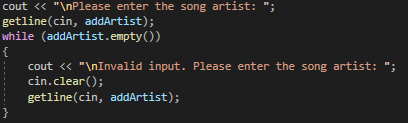 cout << "\nPlease enter the song artist: ";
getline(cin, addArtist);
while (addArtist.empty())
{
    cout << "\nInvalid input. Please enter the song artist: ";
    cin.clear();
    getline(cin, addArtist);
}